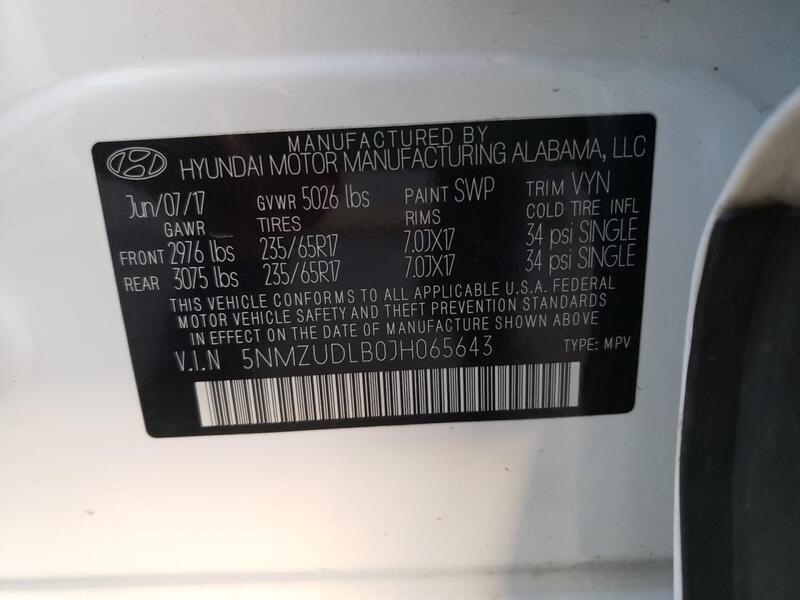 MANUFACTURED BY
HYUNDAI MOTOR MANUFACTURING ALABAMA, LLC
Jun/07/17 GVWR 5026 lbs PAINT SWP TRIM VYN
GAWR TIRES RIMS COLD TIRE INFL
FRONT 2976 lbs 235/65R17 7.0JX17 34 psi SINGLE
REAR 3075 lbs 235/65R17 7.0JX17 34 psi SINGLE
THIS VEHICLE CONFORMS TO ALL APPLICABLE U.S.A. FEDERAL
MOTOR VEHICLE SAFETY AND THEFT PREVENTION STANDARDS
IN EFFECT ON THE DATE OF MANUFACTURE SHOWN ABOVE.
V.I.N 5NMZUDLB0JH065643 TYPE: MPV